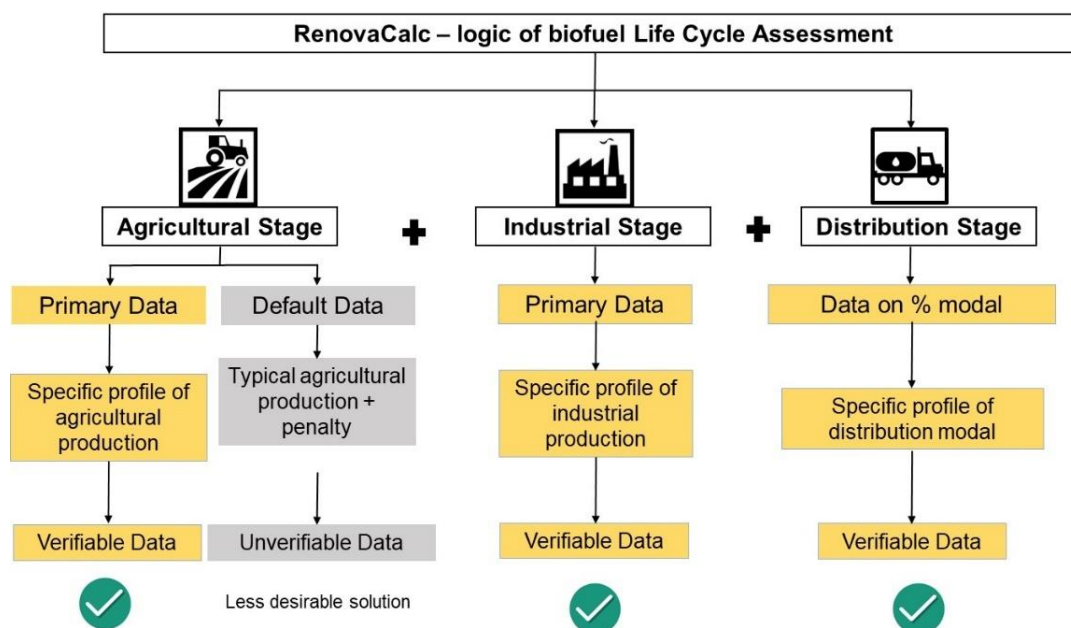 RenovaCalc – logic of biofuel Life Cycle Assessment
Agricultural Stage
Industrial Stage
Distribution Stage
Primary Data
Default Data
Primary Data
Data on % modal
Specific profile of
agricultural
production
Typical agricultural
production +
penalty
Specific profile of
industrial
production
Specific profile of
distribution modal
Verifiable Data
Unverifiable Data
Verifiable Data
Verifiable Data
Less desirable solution